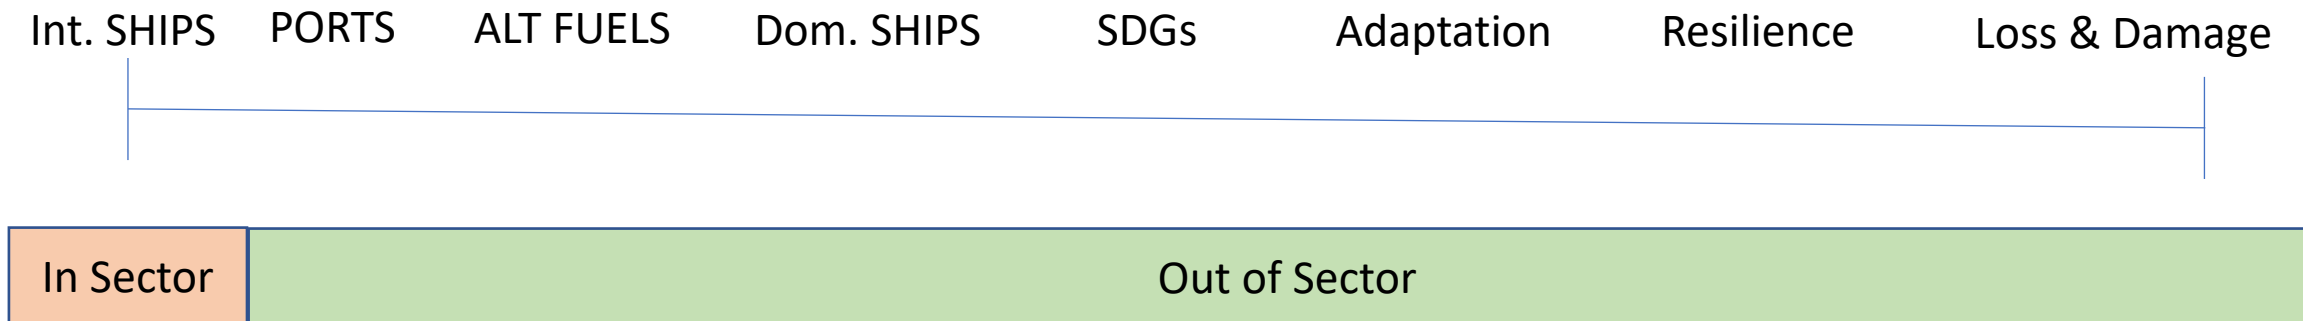 Int. SHIPS PORTS ALT FUELS Dom. SHIPS SDGs Adaptation Resilience Loss & Damage
In Sector Out of Sector